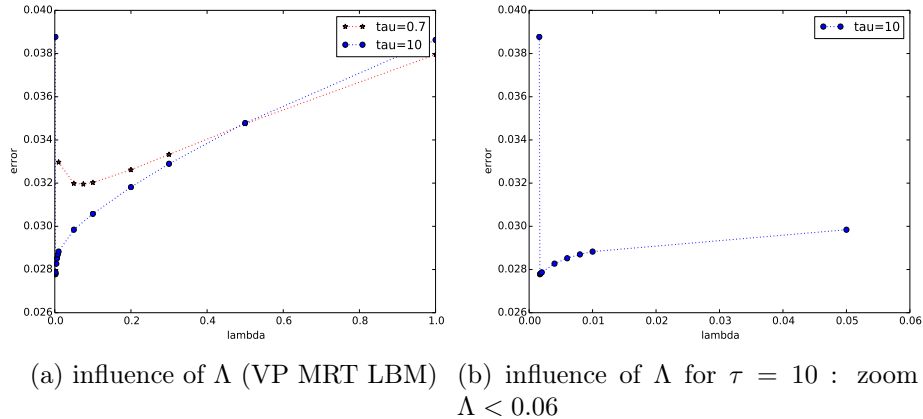 0.040
0.038
0.036
0.034
0.032
0.030
0.028
0.026
error
0.0 0.2 0.4 0.6 0.8 1.0
lambda
tau=0.7
tau=10
(a) influence of Λ (VP MRT LBM)
0.040
0.038
0.036
0.034
0.032
0.030
0.028
0.026
error
0.00 0.01 0.02 0.03 0.04 0.05 0.06
lambda
tau=10
(b) influence of Λ for τ = 10 : zoom
Λ < 0.06